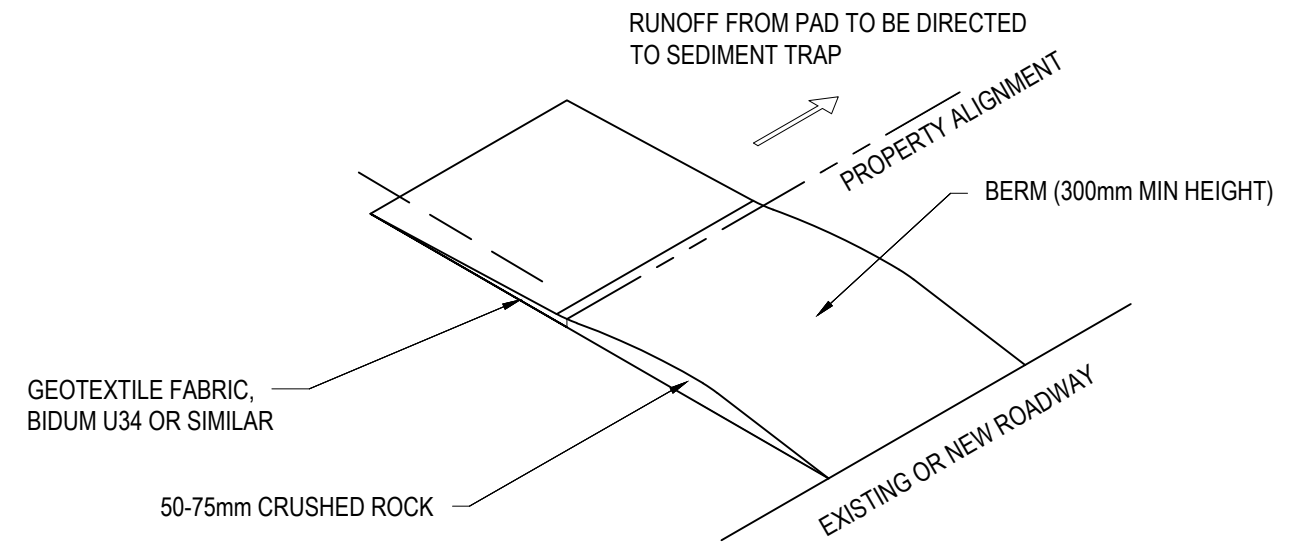 RUNOFF FROM PAD TO BE DIRECTED
TO SEDIMENT TRAP
PROPERTY ALIGNMENT
BERM (300mm MIN HEIGHT)
GEOTEXTILE FABRIC,
BIDUM U34 OR SIMILAR
50-75mm CRUSHED ROCK
EXISTING OR NEW ROADWAY